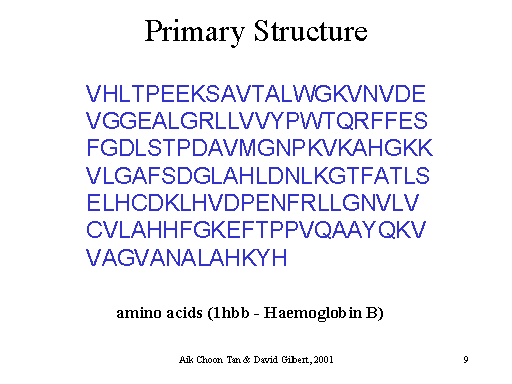 Primary Structure
VHLTPEEKSAVTALWGKVNVDE
VGGEALGRLLVVYPWTQRFFES
FGDLSTPDAVMGNPKVKAHGKK
VLGAFSDGLAHLDNLKGTFATLS
ELHCDKLHVDPENFRLLGNVLV
CVLAHHFGKEFTPPVQAAYQKV
VAGVANALAHKYH
amino acids (1hbb - Haemoglobin B)
Aik Choon Tan & David Gilbert, 2001
9